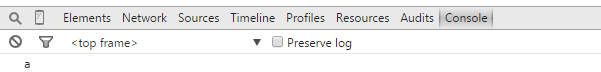 Elements Network Sources Timeline Profiles Resources Audits Console
<top frame> Preserve log
a